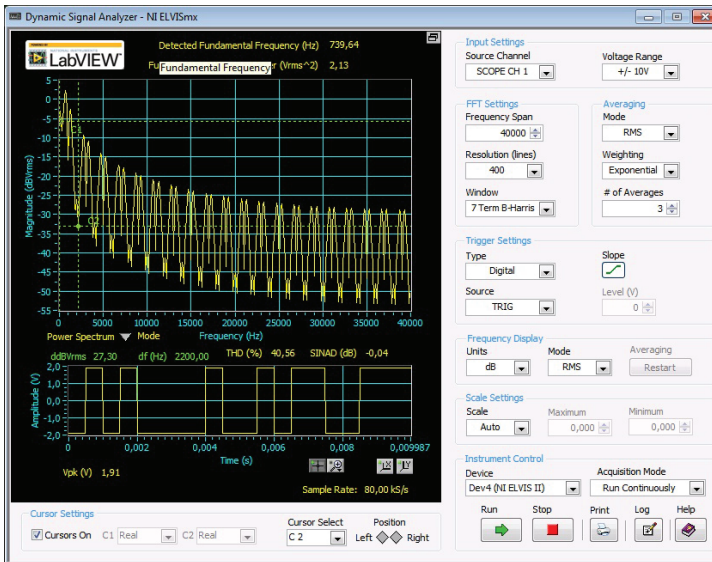 Dynamic Signal Analyzer - NI ELVISmx
LabVIEW
Detected Fundamental Frequency (Hz) 739,64
Fundamental Frequency
(Vrms^2) 2,13
Magnitude (dBVrms)
5
0
-5
-10
-15
-20
-25
-30
-35
-40
-45
-50
-55
C1
C2
0 5000 10000 15000 20000 25000 30000 35000 40000
Power Spectrum Mode Frequency (Hz)
ddBVrms 27,30 df (Hz) 2200,00 THD (%) 40,56 SINAD (dB) -0,04
Amplitude (V)
2,0
1,0
0,0
-1,0
-2,0
0 0,002 0,004 0,006 0,008 0,009987
Time (s)
Vpk (V) 1,91
Sample Rate: 80,00 kS/s
Cursor Settings
Cursors On C1 Real C2 Real
Cursor Select
C 2
Position
Left Right
Input Settings
Source Channel Voltage Range
SCOPE CH 1 +/- 10V
FFT Settings
Frequency Span
40000
Resolution (lines)
400
Window
7 Term B-Harris
Averaging
Mode
RMS
Weighting
Exponential
# of Averages
3
Trigger Settings
Type
Digital
Slope
Source
TRIG
Level (V)
0
Frequency Display
Units Mode Averaging
dB RMS Restart
Scale Settings
Scale Maximum Minimum
Auto 0,000 0,000
Instrument Control
Device Acquisition Mode
Dev4 (NI ELVIS II) Run Continuously
Run Stop Print Log Help